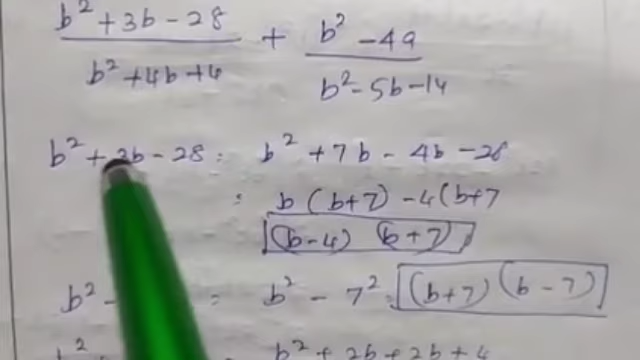 b² + 3b - 28 + b² - 49
b² + 4b + 4 b² - 5b - 14
b² + 3b - 28 = b² + 7b - 4b - 28
= b (b+7) - 4(b+7
(b-4) (b+7)
b² - = b² - 7² = (b+7) (b-7)
b² + b² + 2b + 2b + 4